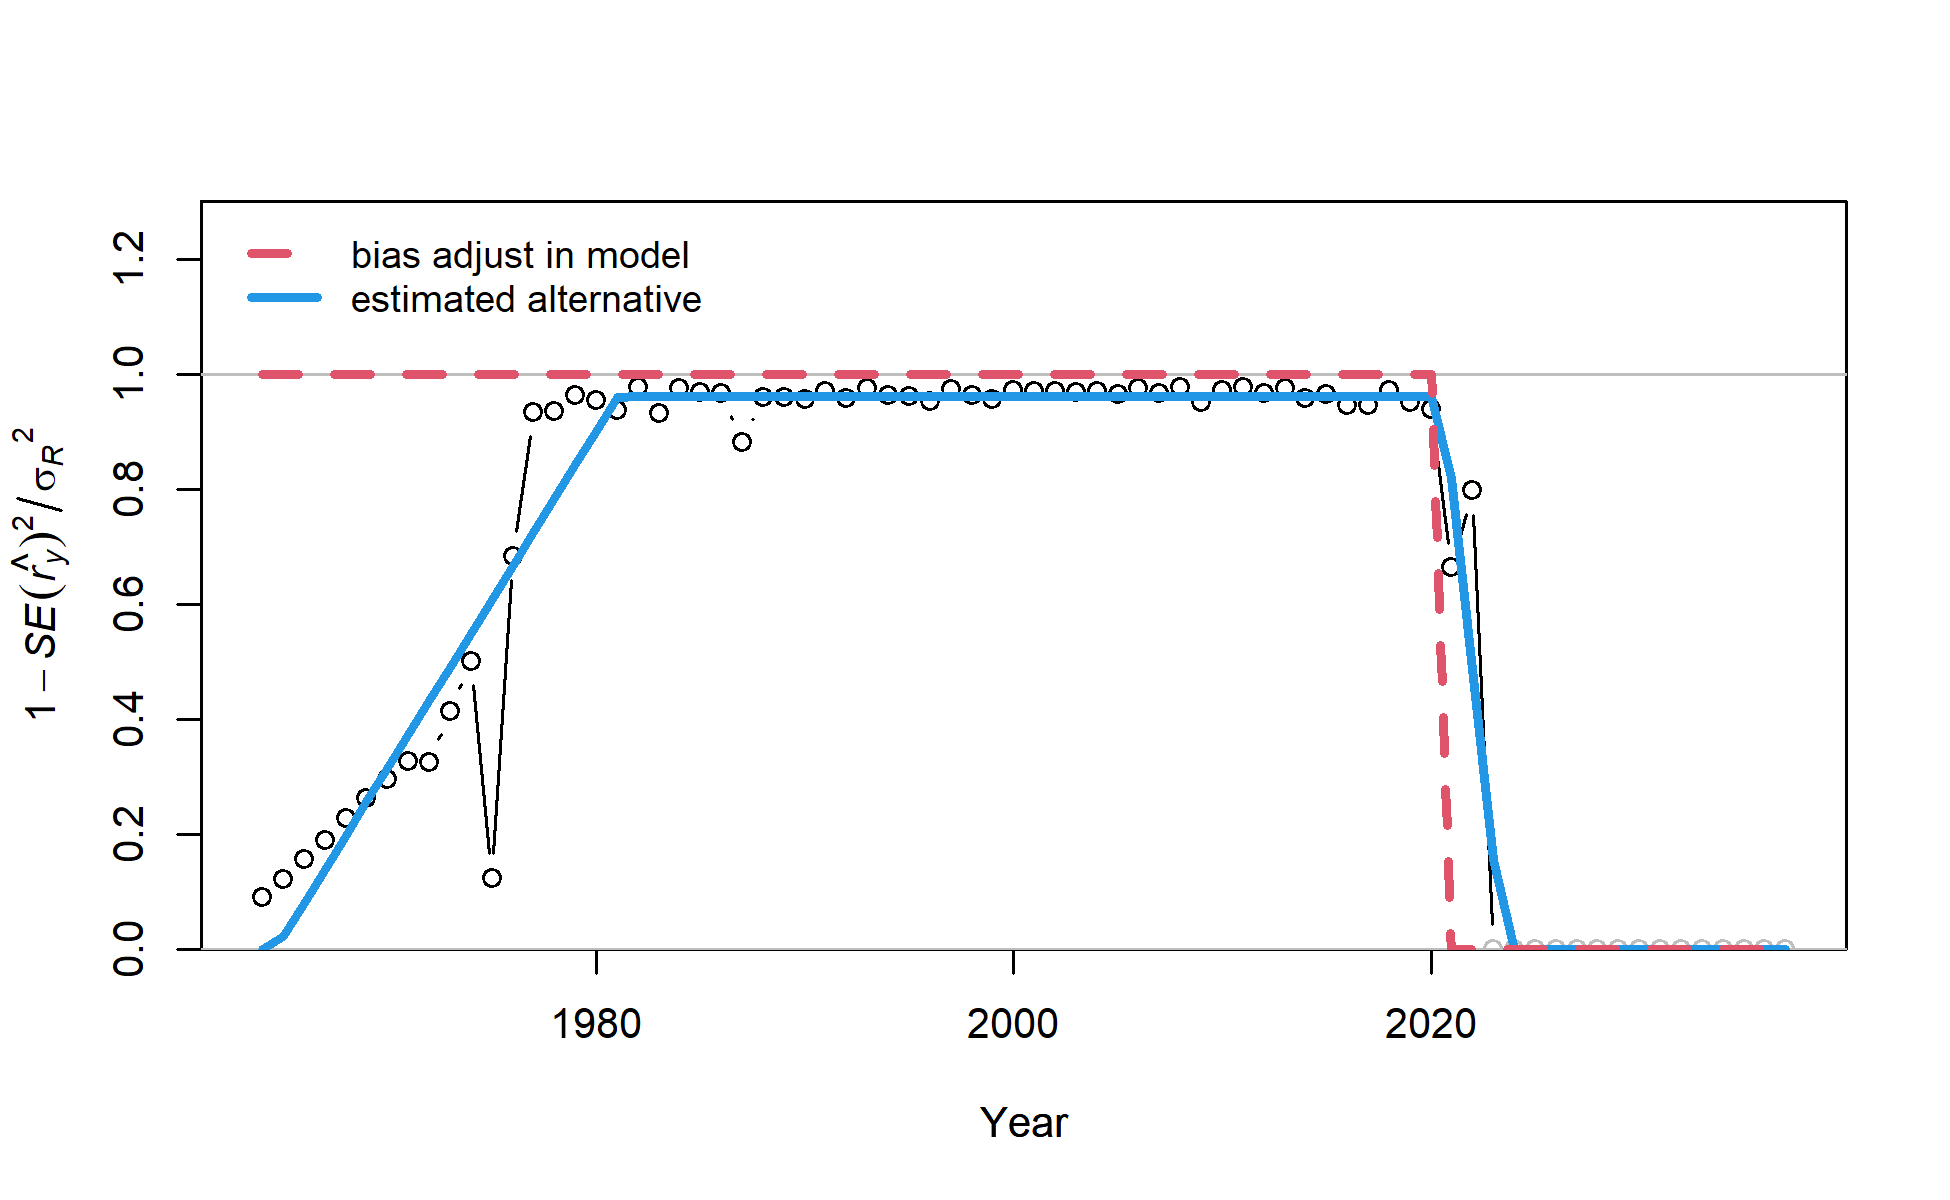 bias adjust in model
estimated alternative
1 − SE(r̂y)²/σR²
0.0
0.2
0.4
0.6
0.8
1.0
1.2
1980 2000 2020
Year